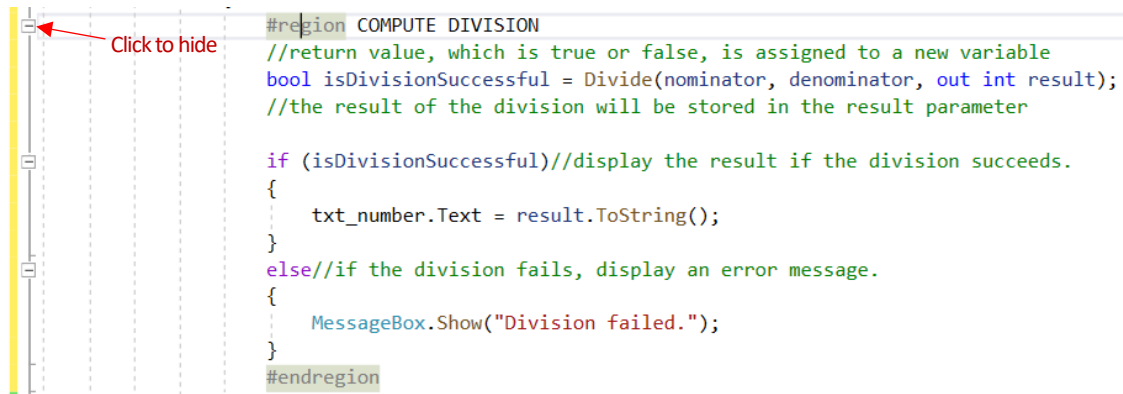 #region COMPUTE DIVISION
Click to hide
//return value, which is true or false, is assigned to a new variable
bool isDivisionSuccessful = Divide(nominator, denominator, out int result);
//the result of the division will be stored in the result parameter
if (isDivisionSuccessful)//display the result if the division succeeds.
{
txt_number.Text = result.ToString();
}
else//if the division fails, display an error message.
{
MessageBox.Show("Division failed.");
}
#endregion